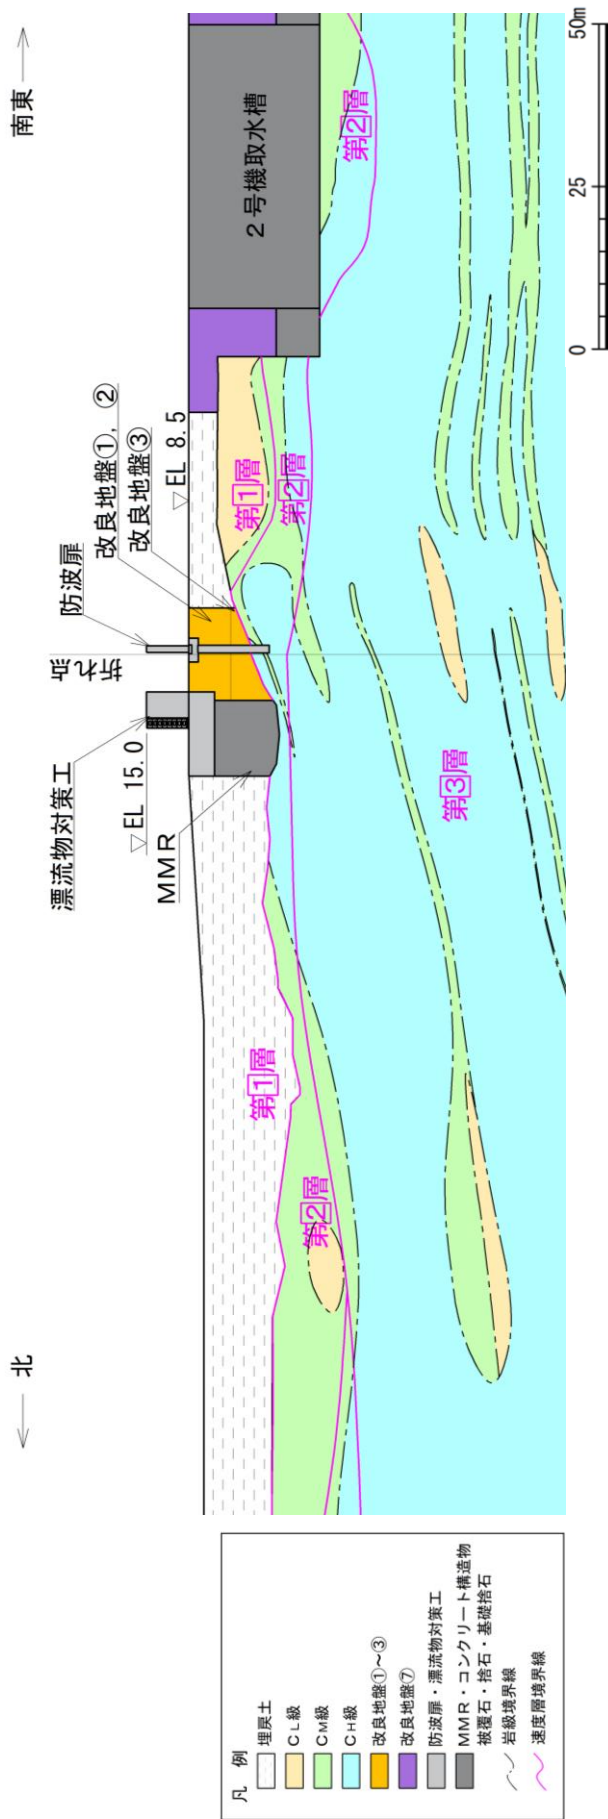 ← 北
南東 →
漂流物対策工
防波扉
折れ点
改良地盤①，②
改良地盤③
▽EL 15.0
▽EL 8.5
MMR
2号機取水槽
第1層
第1層
第2層
第2層
第2層
第3層
0 25 50m
凡 例
埋戻土
CL級
CM級
CH級
改良地盤①～③
改良地盤⑦
防波扉・漂流物対策工
MMR・コンクリート構造物
被覆石・捨石・基礎捨石
岩級境界線
速度層境界線